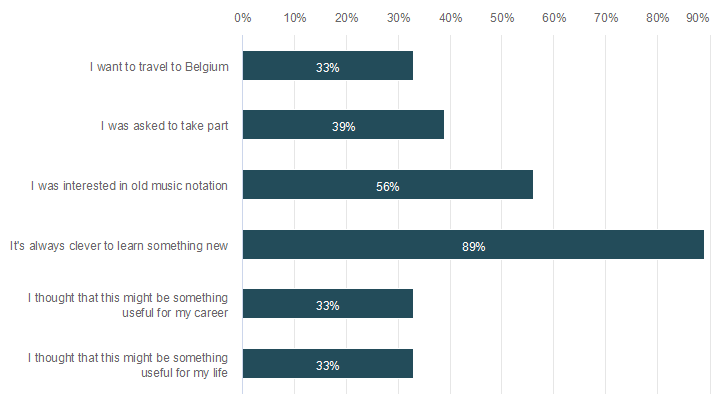 0% 10% 20% 30% 40% 50% 60% 70% 80% 90%
I want to travel to Belgium 33%
I was asked to take part 39%
I was interested in old music notation 56%
It's always clever to learn something new 89%
I thought that this might be something
useful for my career 33%
I thought that this might be something
useful for my life 33%